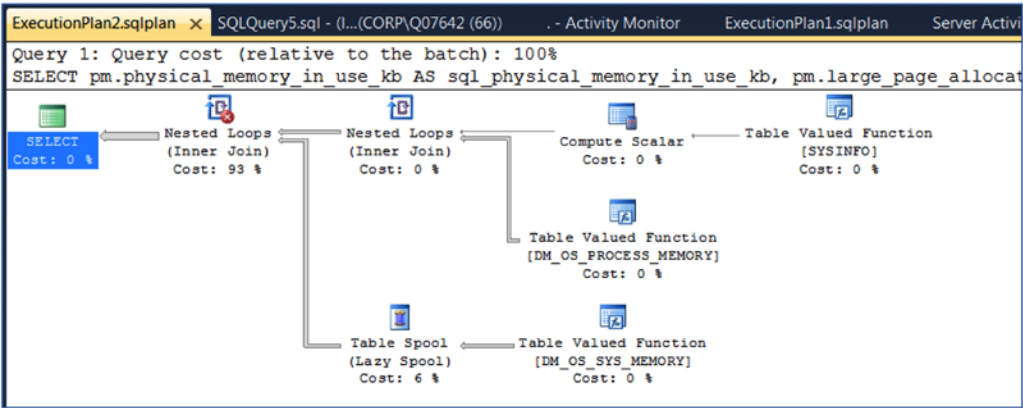 ExecutionPlan2.sqlplan × SQLQuery5.sql - (l...(CORP\Q07642 (66)) . - Activity Monitor ExecutionPlan1.sqlplan Server Activi
Query 1: Query cost (relative to the batch): 100%
SELECT pm.physical_memory_in_use_kb AS sql_physical_memory_in_use_kb, pm.large_page_allocat
SELECT
Cost: 0 %
Nested Loops
(Inner Join)
Cost: 93 %
Nested Loops
(Inner Join)
Cost: 0 %
Compute Scalar
Cost: 0 %
Table Valued Function
[SYSINFO]
Cost: 0 %
Table Valued Function
[DM_OS_PROCESS_MEMORY]
Cost: 0 %
Table Spool
(Lazy Spool)
Cost: 6 %
Table Valued Function
[DM_OS_SYS_MEMORY]
Cost: 0 %